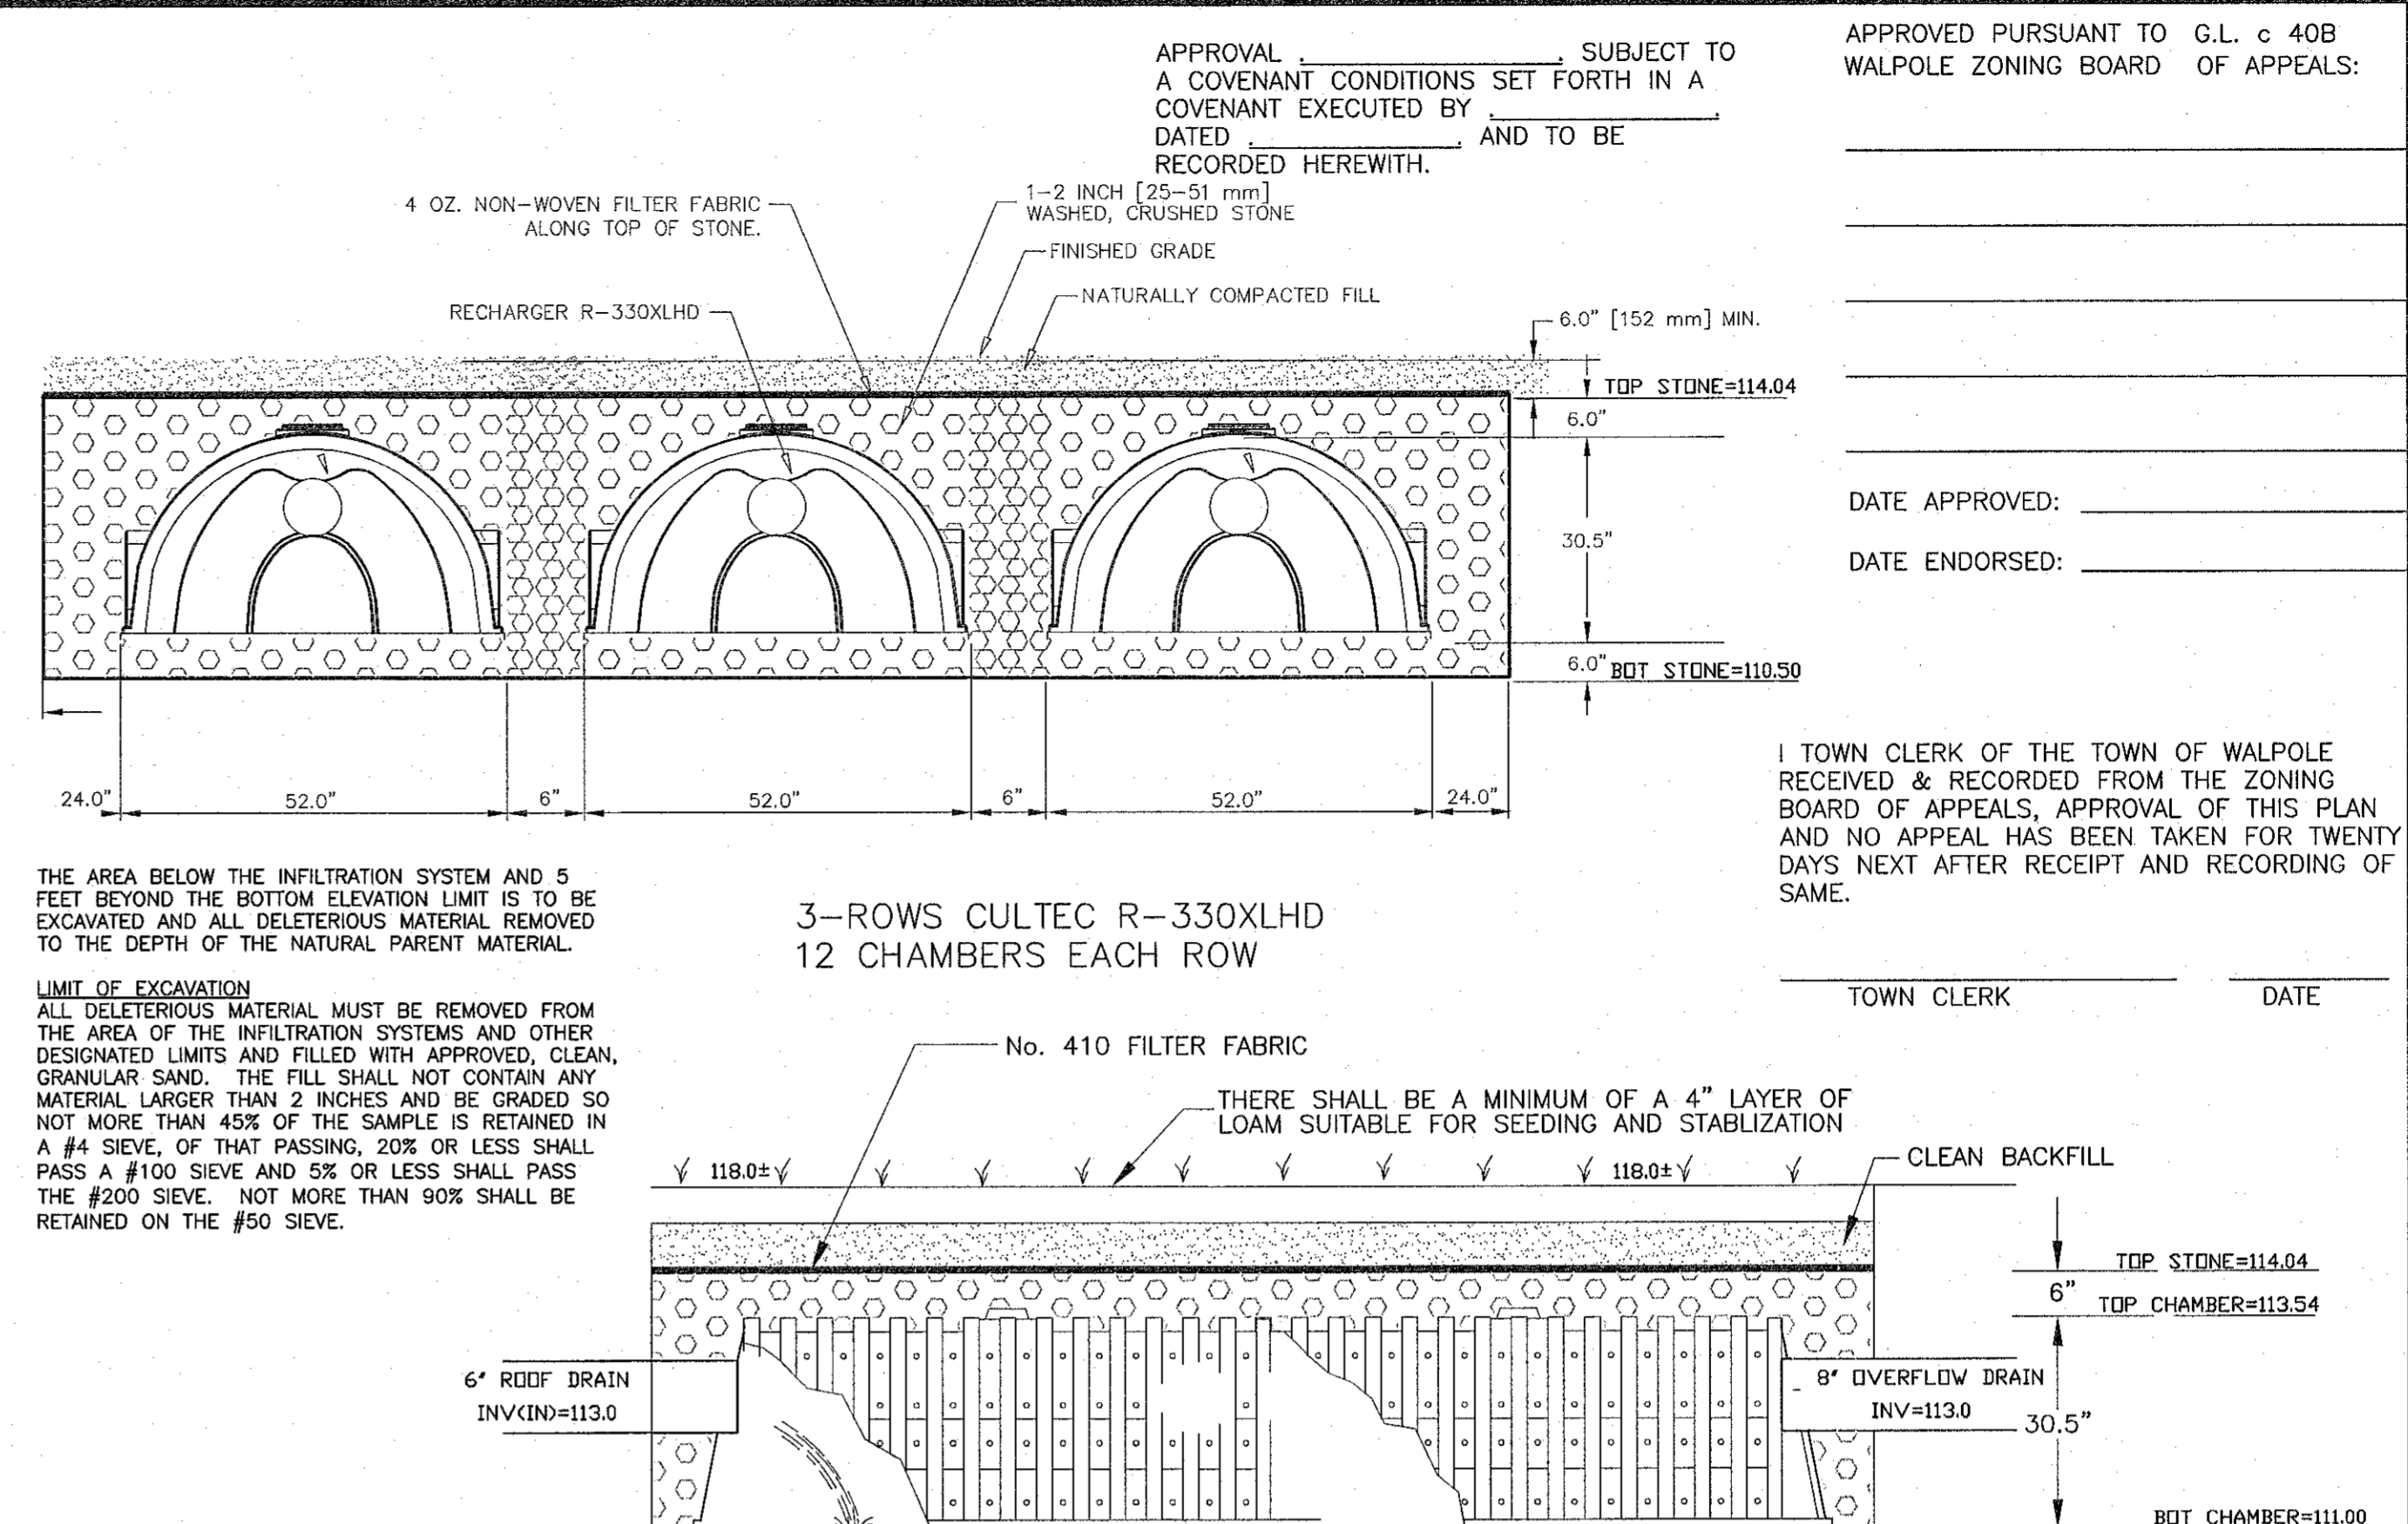 APPROVAL . __________ . SUBJECT TO
A COVENANT CONDITIONS SET FORTH IN A
COVENANT EXECUTED BY . __________ .
DATED . __________ . AND TO BE
RECORDED HEREWITH.
APPROVED PURSUANT TO G.L. c 40B
WALPOLE ZONING BOARD OF APPEALS:
DATE APPROVED:
DATE ENDORSED:
4 OZ. NON-WOVEN FILTER FABRIC
ALONG TOP OF STONE.
1-2 INCH [25-51 mm]
WASHED, CRUSHED STONE
FINISHED GRADE
NATURALLY COMPACTED FILL
RECHARGER R-330XLHD
6.0" [152 mm] MIN.
TOP STONE=114.04
6.0"
30.5"
6.0"
BOT STONE=110.50
24.0"
52.0"
6"
52.0"
6"
52.0"
24.0"
I TOWN CLERK OF THE TOWN OF WALPOLE
RECEIVED & RECORDED FROM THE ZONING
BOARD OF APPEALS, APPROVAL OF THIS PLAN
AND NO APPEAL HAS BEEN TAKEN FOR TWENTY
DAYS NEXT AFTER RECEIPT AND RECORDING OF
SAME.
TOWN CLERK
DATE
THE AREA BELOW THE INFILTRATION SYSTEM AND 5
FEET BEYOND THE BOTTOM ELEVATION LIMIT IS TO BE
EXCAVATED AND ALL DELETERIOUS MATERIAL REMOVED
TO THE DEPTH OF THE NATURAL PARENT MATERIAL.
LIMIT OF EXCAVATION
ALL DELETERIOUS MATERIAL MUST BE REMOVED FROM
THE AREA OF THE INFILTRATION SYSTEMS AND OTHER
DESIGNATED LIMITS AND FILLED WITH APPROVED, CLEAN,
GRANULAR SAND. THE FILL SHALL NOT CONTAIN ANY
MATERIAL LARGER THAN 2 INCHES AND BE GRADED SO
NOT MORE THAN 45% OF THE SAMPLE IS RETAINED IN
A #4 SIEVE, OF THAT PASSING, 20% OR LESS SHALL
PASS A #100 SIEVE AND 5% OR LESS SHALL PASS
THE #200 SIEVE. NOT MORE THAN 90% SHALL BE
RETAINED ON THE #50 SIEVE.
3-ROWS CULTEC R-330XLHD
12 CHAMBERS EACH ROW
No. 410 FILTER FABRIC
THERE SHALL BE A MINIMUM OF A 4" LAYER OF
LOAM SUITABLE FOR SEEDING AND STABLIZATION
118.0±
118.0±
CLEAN BACKFILL
TOP STONE=114.04
6"
TOP CHAMBER=113.54
6" ROOF DRAIN
INV(IN)=113.0
8" OVERFLOW DRAIN
INV=113.0
30.5"
BOT CHAMBER=111.00